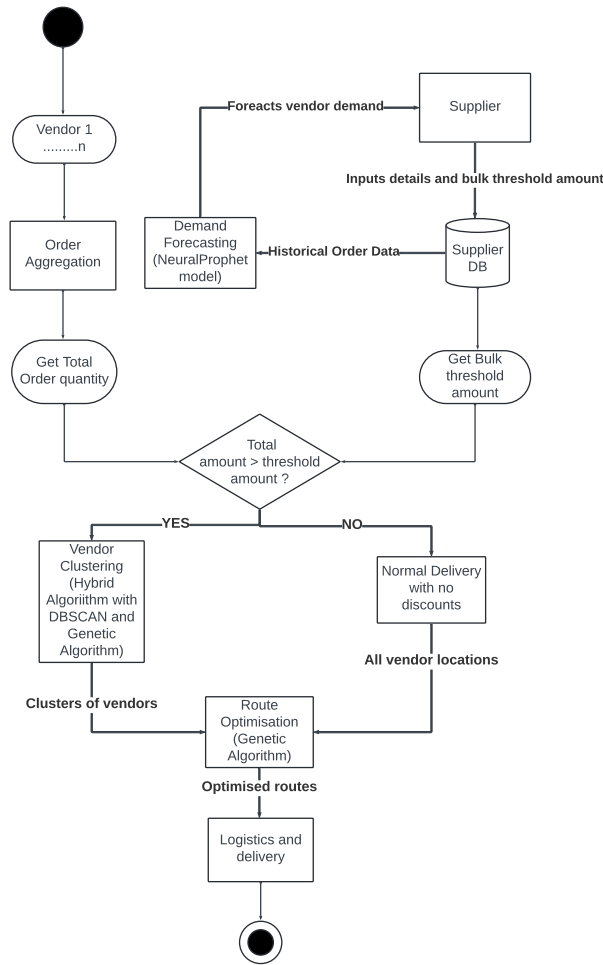 Foreacts vendor demand
Supplier
Vendor 1
.........n
Inputs details and bulk threshold amount
Order
Aggregation
Demand
Forecasting
(NeuralProphet
model)
Historical Order Data
Supplier
DB
Get Total
Order quantity
Get Bulk
threshold
amount
Total
amount > threshold
amount ?
YES
NO
Vendor
Clustering
(Hybrid
Algoriithm with
DBSCAN and
Genetic
Algorithm)
Normal Delivery
with no
discounts
All vendor locations
Clusters of vendors
Route
Optimisation
(Genetic
Algorithm)
Optimised routes
Logistics and
delivery